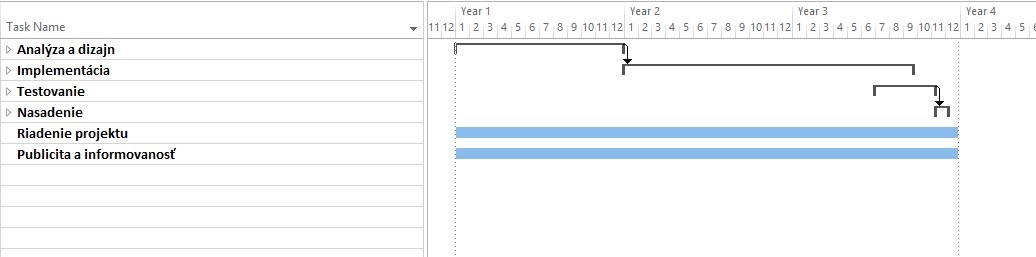 Task Name
Year 1 Year 2 Year 3 Year 4
11 12 1 2 3 4 5 6 7 8 9 10 11 12 1 2 3 4 5 6 7 8 9 10 11 12 1 2 3 4 5 6 7 8 9 10 11 12 1 2 3 4 5
Analýza a dizajn
Implementácia
Testovanie
Nasadenie
Riadenie projektu
Publicita a informovanosť